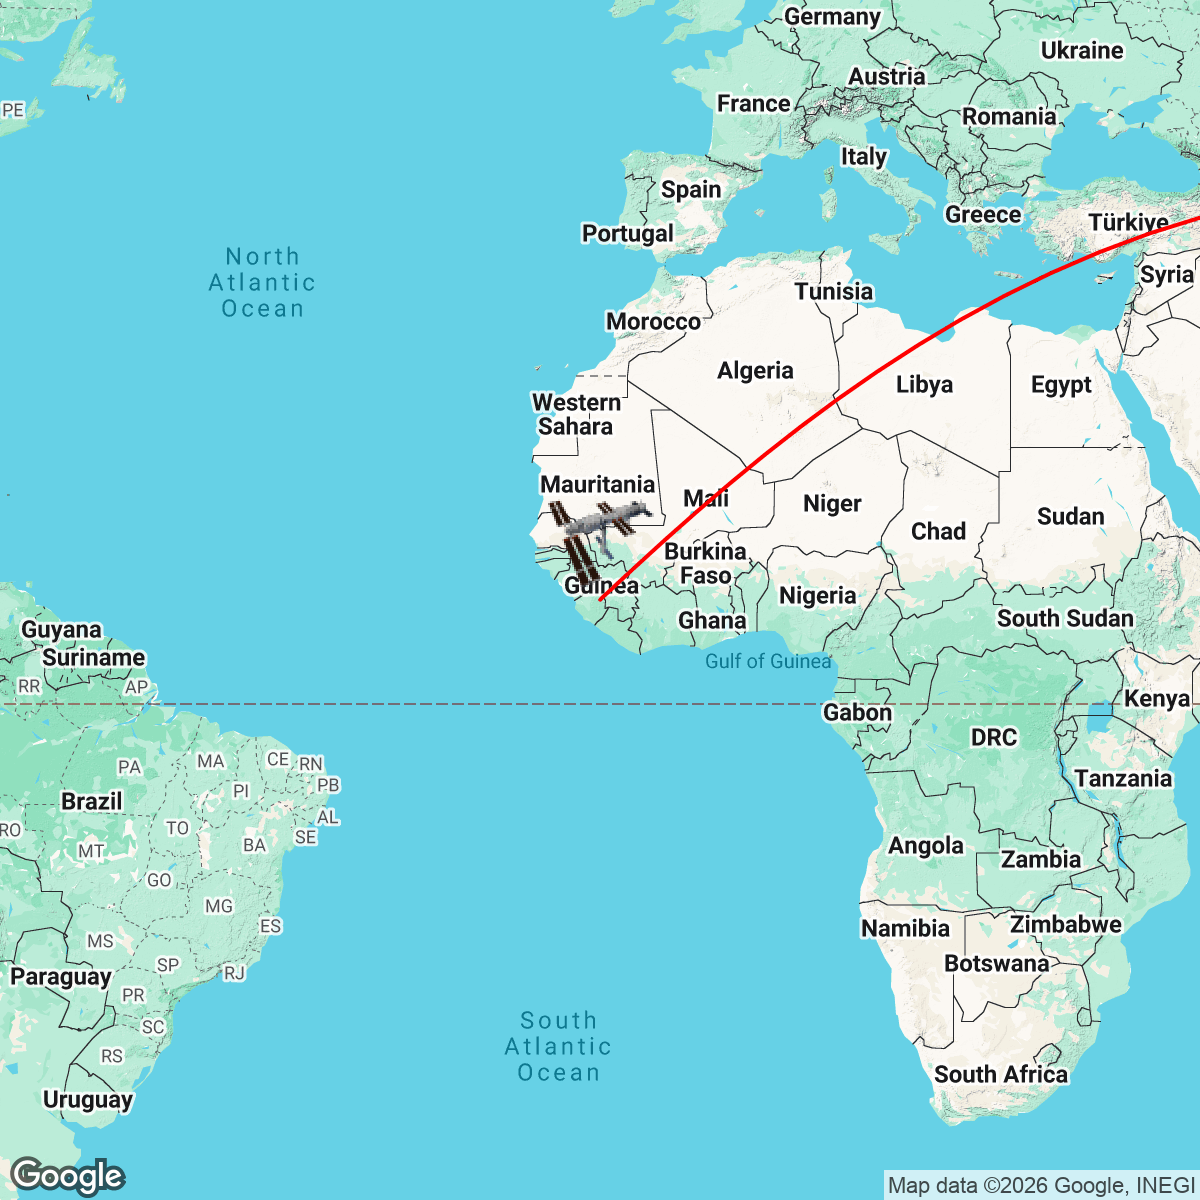 Germany
Ukraine
Austria
PE
France
Romania
Italy
Spain
Greece
Türkiye
Portugal
North
Atlantic
Ocean
Syria
Tunisia
Morocco
Algeria
Libya
Egypt
Western
Sahara
Mauritania
Mali
Niger
Sudan
Chad
Burkina
Faso
Guinea
Nigeria
Ghana
South Sudan
Guyana
Suriname
Gulf of Guinea
RR
AP
Kenya
Gabon
DRC
MA
CE
RN
PA
PI
PB
Tanzania
Brazil
AL
TO
RO
SE
BA
MT
Angola
Zambia
GO
MG
ES
Namibia
Zimbabwe
MS
SP
RJ
Botswana
Paraguay
PR
South
Atlantic
Ocean
SC
RS
South Africa
Uruguay
Google
Map data ©2026 Google, INEGI